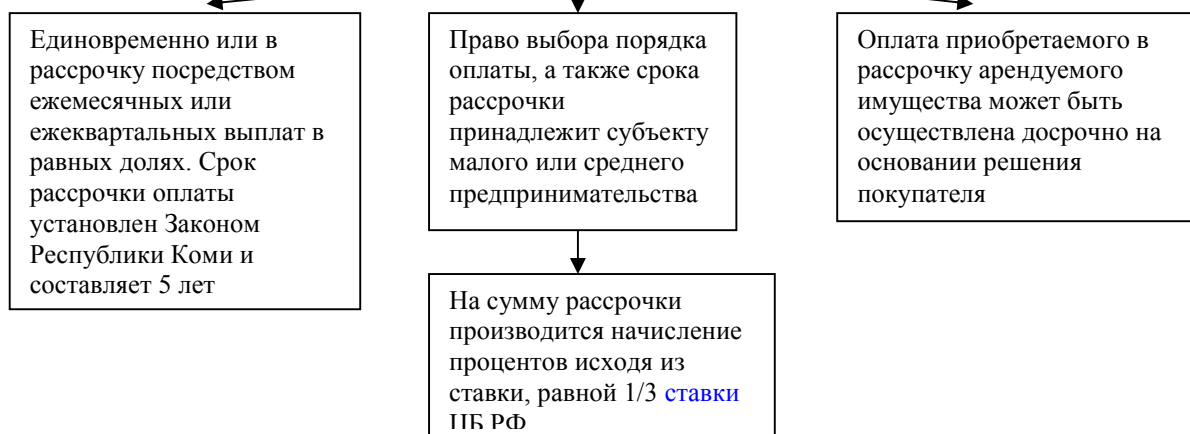 Единовременно или в
рассрочку посредством
ежемесячных или
ежеквартальных выплат в
равных долях. Срок
рассрочки оплаты
установлен Законом
Республики Коми и
составляет 5 лет
Право выбора порядка
оплаты, а также срока
рассрочки
принадлежит субъекту
малого или среднего
предпринимательства
Оплата приобретаемого в
рассрочку арендуемого
имущества может быть
осуществлена досрочно на
основании решения
покупателя
На сумму рассрочки
производится начисление
процентов исходя из
ставки, равной 1/3 ставки
ЦБ РФ